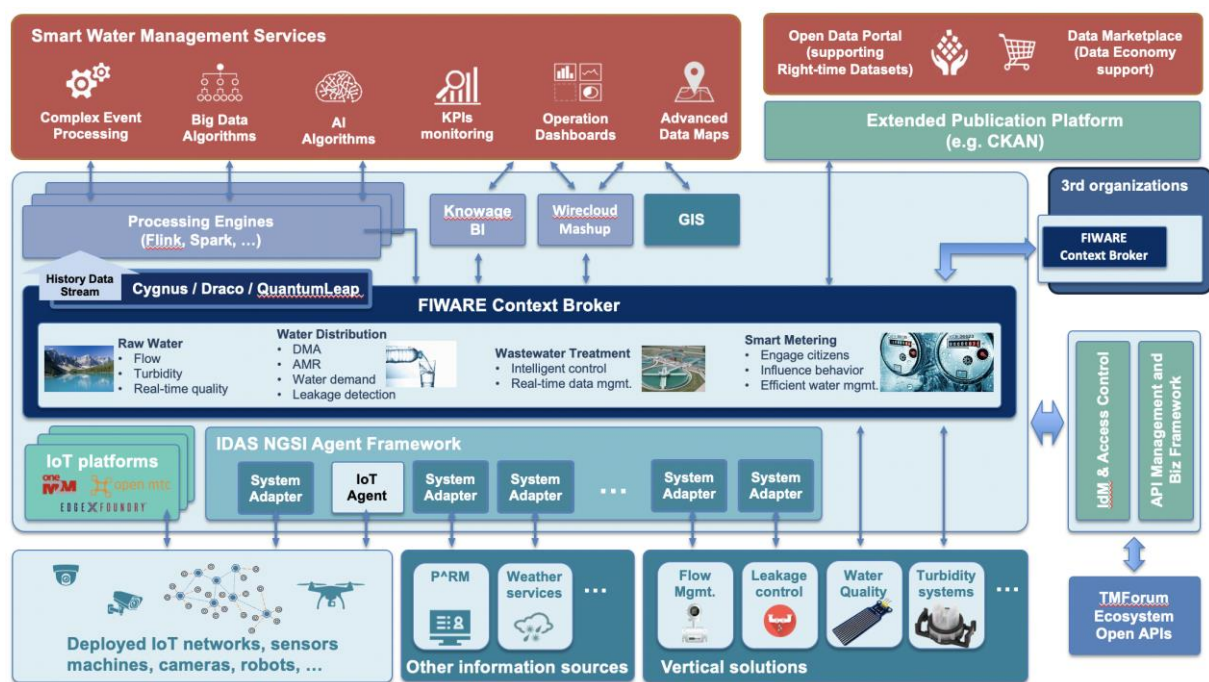 Smart Water Management Services
Complex Event
Processing
Big Data
Algorithms
AI
Algorithms
KPIs
monitoring
Operation
Dashboards
Advanced
Data Maps
Open Data Portal
(supporting
Right-time Datasets)
Data Marketplace
(Data Economy
support)
Extended Publication Platform
(e.g. CKAN)
Processing Engines
(Flink, Spark, …)
Knowage
BI
Wirecloud
Mashup
GIS
3rd organizations
FIWARE
Context Broker
History Data
Stream
Cygnus / Draco / QuantumLeap
FIWARE Context Broker
Raw Water
• Flow
• Turbidity
• Real-time quality
Water Distribution
• DMA
• AMR
• Water demand
• Leakage detection
Wastewater Treatment
• Intelligent control
• Real-time data mgmt.
Smart Metering
• Engage citizens
• Influence behavior
• Efficient water mgmt.
IoT platforms
oneM2M
open mtc
EDGE X FOUNDRY
IDAS NGSI Agent Framework
System
Adapter
IoT
Agent
System
Adapter
System
Adapter
...
System
Adapter
System
Adapter
IdM & Access Control
API Management and
Biz Framework
Deployed IoT networks, sensors
machines, cameras, robots, …
P^RM
Weather
services
...
Other information sources
Flow
Mgmt.
Leakage
control
Water
Quality
Turbidity
systems
...
Vertical solutions
TMForum
Ecosystem
Open APIs